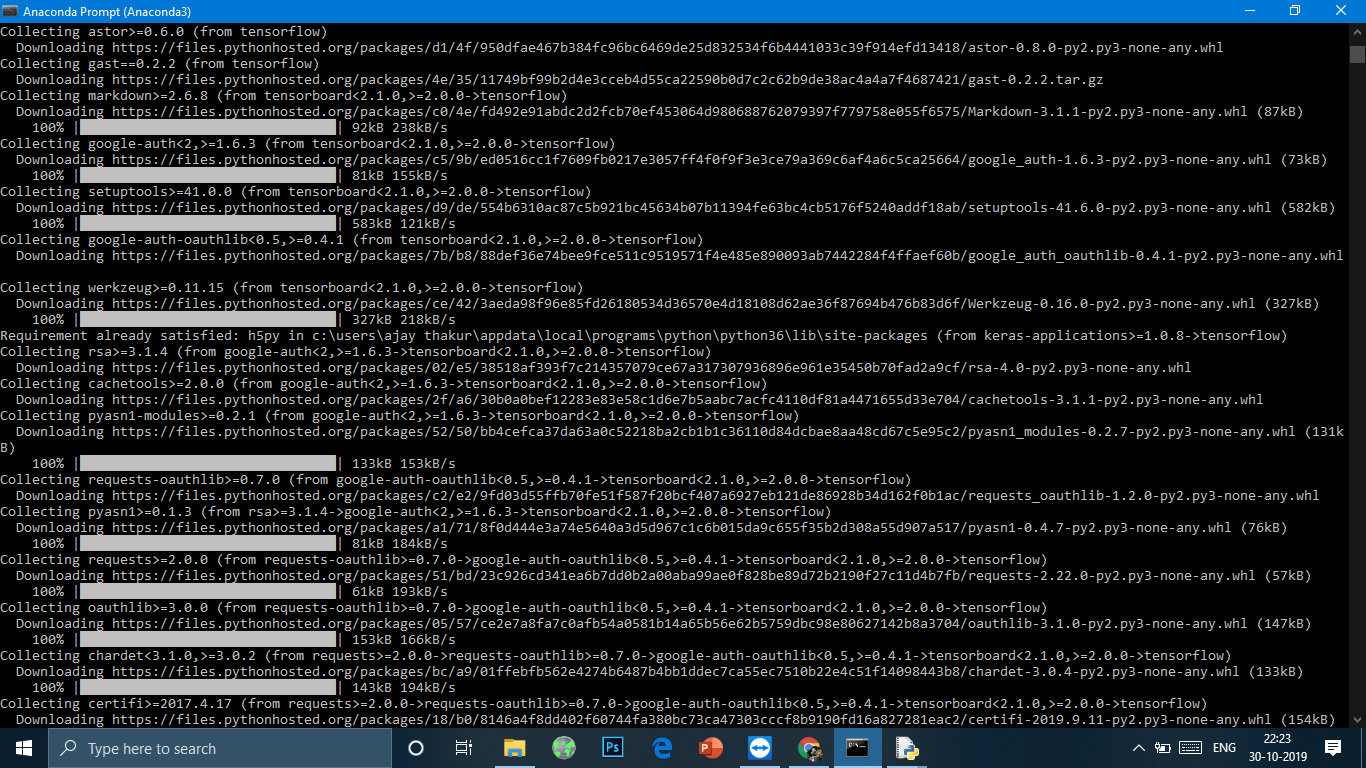 Anaconda Prompt (Anaconda3)
Collecting astor>=0.6.0 (from tensorflow)
  Downloading https://files.pythonhosted.org/packages/d1/4f/950dfae467b384fc96bc6469de25d832534f6b4441033c39f914efd13418/astor-0.8.0-py2.py3-none-any.whl
Collecting gast==0.2.2 (from tensorflow)
  Downloading https://files.pythonhosted.org/packages/4e/35/11749bf99b2d4e3cceb4d55ca22590b0d7c2c62b9de38ac4a4a7f4687421/gast-0.2.2.tar.gz
Collecting markdown>=2.6.8 (from tensorboard<2.1.0,>=2.0.0->tensorflow)
  Downloading https://files.pythonhosted.org/packages/c0/4e/fd492e91abdc2d2fcb70ef453064d980688762079397f779758e055f6575/Markdown-3.1.1-py2.py3-none-any.whl (87kB)
    100% | | 92kB 238kB/s
Collecting google-auth<2,>=1.6.3 (from tensorboard<2.1.0,>=2.0.0->tensorflow)
  Downloading https://files.pythonhosted.org/packages/c5/9b/ed0516cc1f7609fb0217e3057ff4f0f9f3e3ce79a369c6af4a6c5ca25664/google_auth-1.6.3-py2.py3-none-any.whl (73kB)
    100% | | 81kB 155kB/s
Collecting setuptools>=41.0.0 (from tensorboard<2.1.0,>=2.0.0->tensorflow)
  Downloading https://files.pythonhosted.org/packages/d9/de/554b6310ac87c5b921bc45634b07b11394fe63bc4cb5176f5240addf18ab/setuptools-41.6.0-py2.py3-none-any.whl (582kB)
    100% | | 583kB 121kB/s
Collecting google-auth-oauthlib<0.5,>=0.4.1 (from tensorboard<2.1.0,>=2.0.0->tensorflow)
  Downloading https://files.pythonhosted.org/packages/7b/b8/88def36e74bee9fce511c9519571f4e485e890093ab7442284f4ffaef60b/google_auth_oauthlib-0.4.1-py2.py3-none-any.whl
Collecting werkzeug>=0.11.15 (from tensorboard<2.1.0,>=2.0.0->tensorflow)
  Downloading https://files.pythonhosted.org/packages/ce/42/3aeda98f96e85fd26180534d36570e4d18108d62ae36f87694b476b83d6f/Werkzeug-0.16.0-py2.py3-none-any.whl (327kB)
    100% | | 327kB 218kB/s
Requirement already satisfied: h5py in c:\users\ajay thakur\appdata\local\programs\python\python36\lib\site-packages (from keras-applications>=1.0.8->tensorflow)
Collecting rsa>=3.1.4 (from google-auth<2,>=1.6.3->tensorboard<2.1.0,>=2.0.0->tensorflow)
  Downloading https://files.pythonhosted.org/packages/02/e5/38518af393f7c214357079ce67a317307936896e961e35450b70fad2a9cf/rsa-4.0-py2.py3-none-any.whl
Collecting cachetools>=2.0.0 (from google-auth<2,>=1.6.3->tensorboard<2.1.0,>=2.0.0->tensorflow)
  Downloading https://files.pythonhosted.org/packages/2f/a6/30b0a0bef12283e83e58c1d6e7b5aabc7acfc4110df81a4471655d33e704/cachetools-3.1.1-py2.py3-none-any.whl
Collecting pyasn1-modules>=0.2.1 (from google-auth<2,>=1.6.3->tensorboard<2.1.0,>=2.0.0->tensorflow)
  Downloading https://files.pythonhosted.org/packages/52/50/bb4cefca37da63a0c52218ba2cb1b1c36110d84dcbae8aa48cd67c5e95c2/pyasn1_modules-0.2.7-py2.py3-none-any.whl (131k
B)
    100% | | 133kB 153kB/s
Collecting requests-oauthlib>=0.7.0 (from google-auth-oauthlib<0.5,>=0.4.1->tensorboard<2.1.0,>=2.0.0->tensorflow)
  Downloading https://files.pythonhosted.org/packages/c2/e2/9fd03d55ffb70fe51f587f20bcf407a6927eb121de86928b34d162f0b1ac/requests_oauthlib-1.2.0-py2.py3-none-any.whl
Collecting pyasn1>=0.1.3 (from rsa>=3.1.4->google-auth<2,>=1.6.3->tensorboard<2.1.0,>=2.0.0->tensorflow)
  Downloading https://files.pythonhosted.org/packages/a1/71/8f0d444e3a74e5640a3d5d967c1c6b015da9c655f35b2d308a55d907a517/pyasn1-0.4.7-py2.py3-none-any.whl (76kB)
    100% | | 81kB 184kB/s
Collecting requests>=2.0.0 (from requests-oauthlib>=0.7.0->google-auth-oauthlib<0.5,>=0.4.1->tensorboard<2.1.0,>=2.0.0->tensorflow)
  Downloading https://files.pythonhosted.org/packages/51/bd/23c926cd341ea6b7dd0b2a00aba99ae0f828be89d72b2190f27c11d4b7fb/requests-2.22.0-py2.py3-none-any.whl (57kB)
    100% | | 61kB 193kB/s
Collecting oauthlib>=3.0.0 (from requests-oauthlib>=0.7.0->google-auth-oauthlib<0.5,>=0.4.1->tensorboard<2.1.0,>=2.0.0->tensorflow)
  Downloading https://files.pythonhosted.org/packages/05/57/ce2e7a8fa7c0afb54a0581b14a65b56e62b5759dbc98e80627142b8a3704/oauthlib-3.1.0-py2.py3-none-any.whl (147kB)
    100% | | 153kB 166kB/s
Collecting chardet<3.1.0,>=3.0.2 (from requests>=2.0.0->requests-oauthlib>=0.7.0->google-auth-oauthlib<0.5,>=0.4.1->tensorboard<2.1.0,>=2.0.0->tensorflow)
  Downloading https://files.pythonhosted.org/packages/bc/a9/01ffebfb562e4274b6487b4bb1ddec7ca55ec7510b22e4c51f14098443b8/chardet-3.0.4-py2.py3-none-any.whl (133kB)
    100% | | 143kB 194kB/s
Collecting certifi>=2017.4.17 (from requests>=2.0.0->requests-oauthlib>=0.7.0->google-auth-oauthlib<0.5,>=0.4.1->tensorboard<2.1.0,>=2.0.0->tensorflow)
  Downloading https://files.pythonhosted.org/packages/18/b0/8146a4f8dd402f60744fa380bc73ca47303cccf8b9190fd16a827281eac2/certifi-2019.9.11-py2.py3-none-any.whl (154kB)
Type here to search
Ps
ENG
22:23
30-10-2019